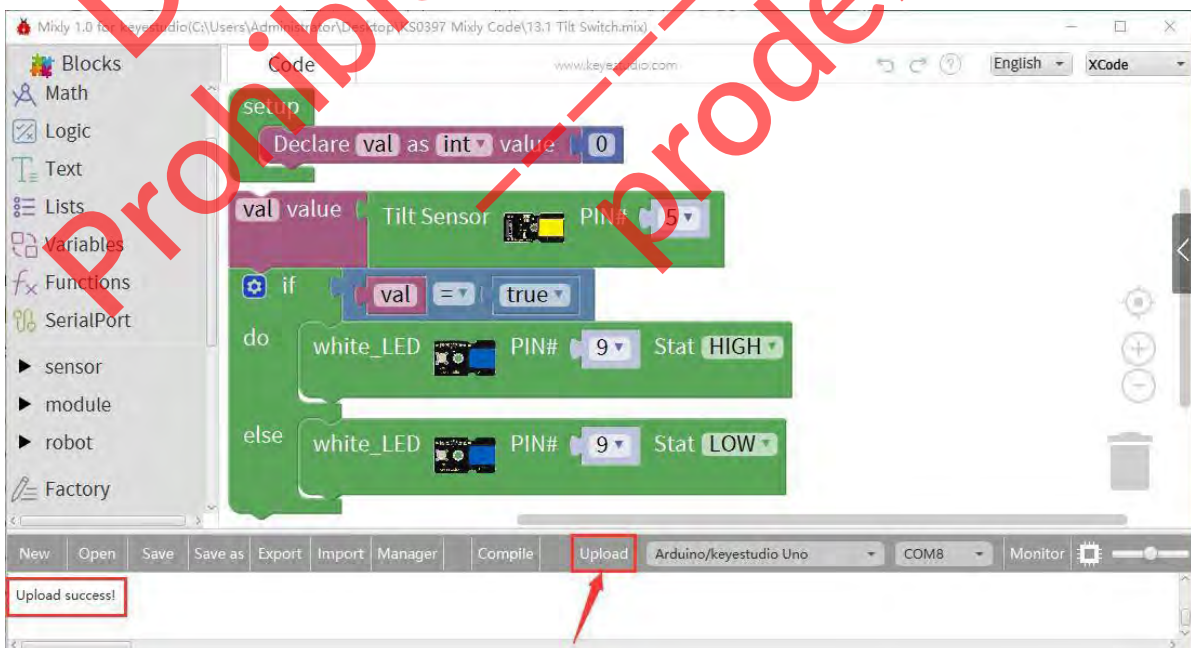 Mixly 1.0 for keyestudio(C:\Users\Administrator\Desktop\KS0397 Mixly Code\13.1 Tilt Switch.mix)
Blocks
Code
www.keyestudio.com
English
XCode
Math
Logic
Text
Lists
Variables
Functions
SerialPort
sensor
module
robot
Factory
setup
Declare val as int value 0
val value Tilt Sensor PIN# 5
if val = true
do white_LED PIN# 9 Stat HIGH
else white_LED PIN# 9 Stat LOW
New Open Save Save as Export Import Manager Compile Upload Arduino/keyestudio Uno COM8 Monitor
Upload success!